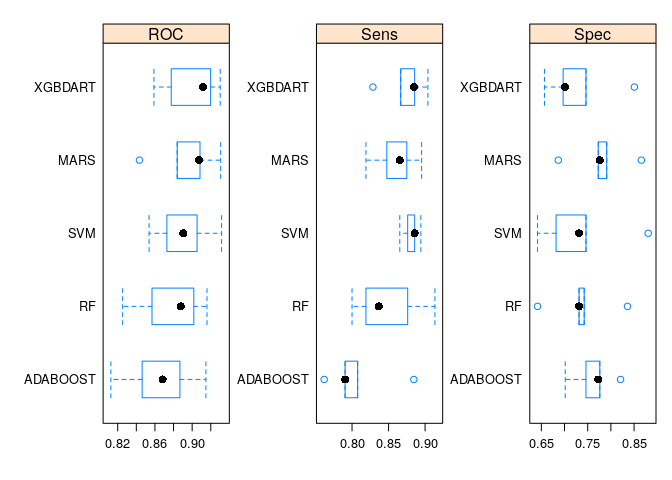 ROC
XGBDART
MARS
SVM
RF
ADABOOST
0.82 0.86 0.90
Sens
XGBDART
MARS
SVM
RF
ADABOOST
0.80 0.85 0.90
Spec
XGBDART
MARS
SVM
RF
ADABOOST
0.65 0.75 0.85